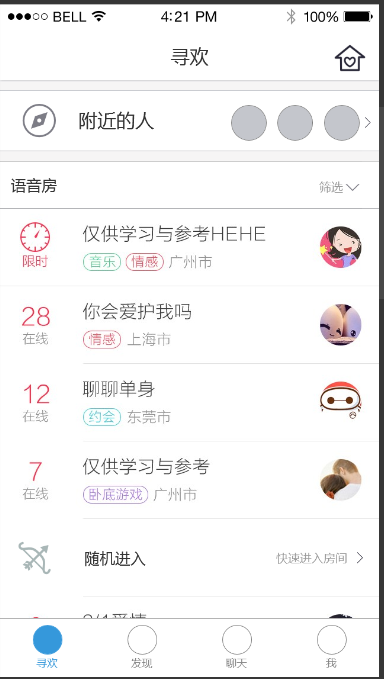 BELL 4:21 PM 100%
寻欢
附近的人
语音房 筛选
限时
仅供学习与参考HEHE
音乐 情感 广州市
28
在线
你会爱护我吗
情感 上海市
12
在线
聊聊单身
约会 东莞市
7
在线
仅供学习与参考
卧底游戏 广州市
随机进入 快速进入房间
寻欢 发现 聊天 我